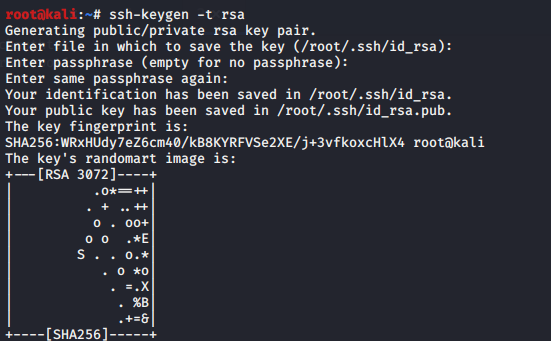 root@kali:~# ssh-keygen -t rsa
Generating public/private rsa key pair.
Enter file in which to save the key (/root/.ssh/id_rsa):
Enter passphrase (empty for no passphrase):
Enter same passphrase again:
Your identification has been saved in /root/.ssh/id_rsa.
Your public key has been saved in /root/.ssh/id_rsa.pub.
The key fingerprint is:
SHA256:WRxHUdy7eZ6cm40/kB8KYRFVSe2XE/j+3vfkoxcHlX4 root@kali
The key's randomart image is:
+---[RSA 3072]----+
|          .o*==++|
|         . + ..++|
|          o . oo+|
|         o o  .*E|
|        S . . o.*|
|           . o *o|
|            . =.X|
|             . %B|
|             .+=&|
+----[SHA256]-----+